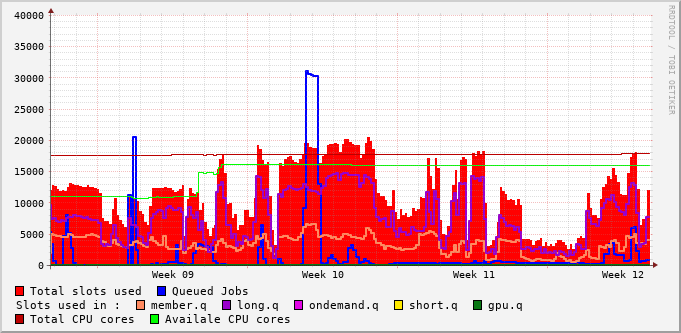 40000
35000
30000
25000
20000
15000
10000
5000
0
Week 09 Week 10 Week 11 Week 12
RRDTOOL / TOBI OETIKER
Total slots used Queued Jobs
Slots used in : member.q long.q ondemand.q short.q gpu.q
Total CPU cores Availale CPU cores